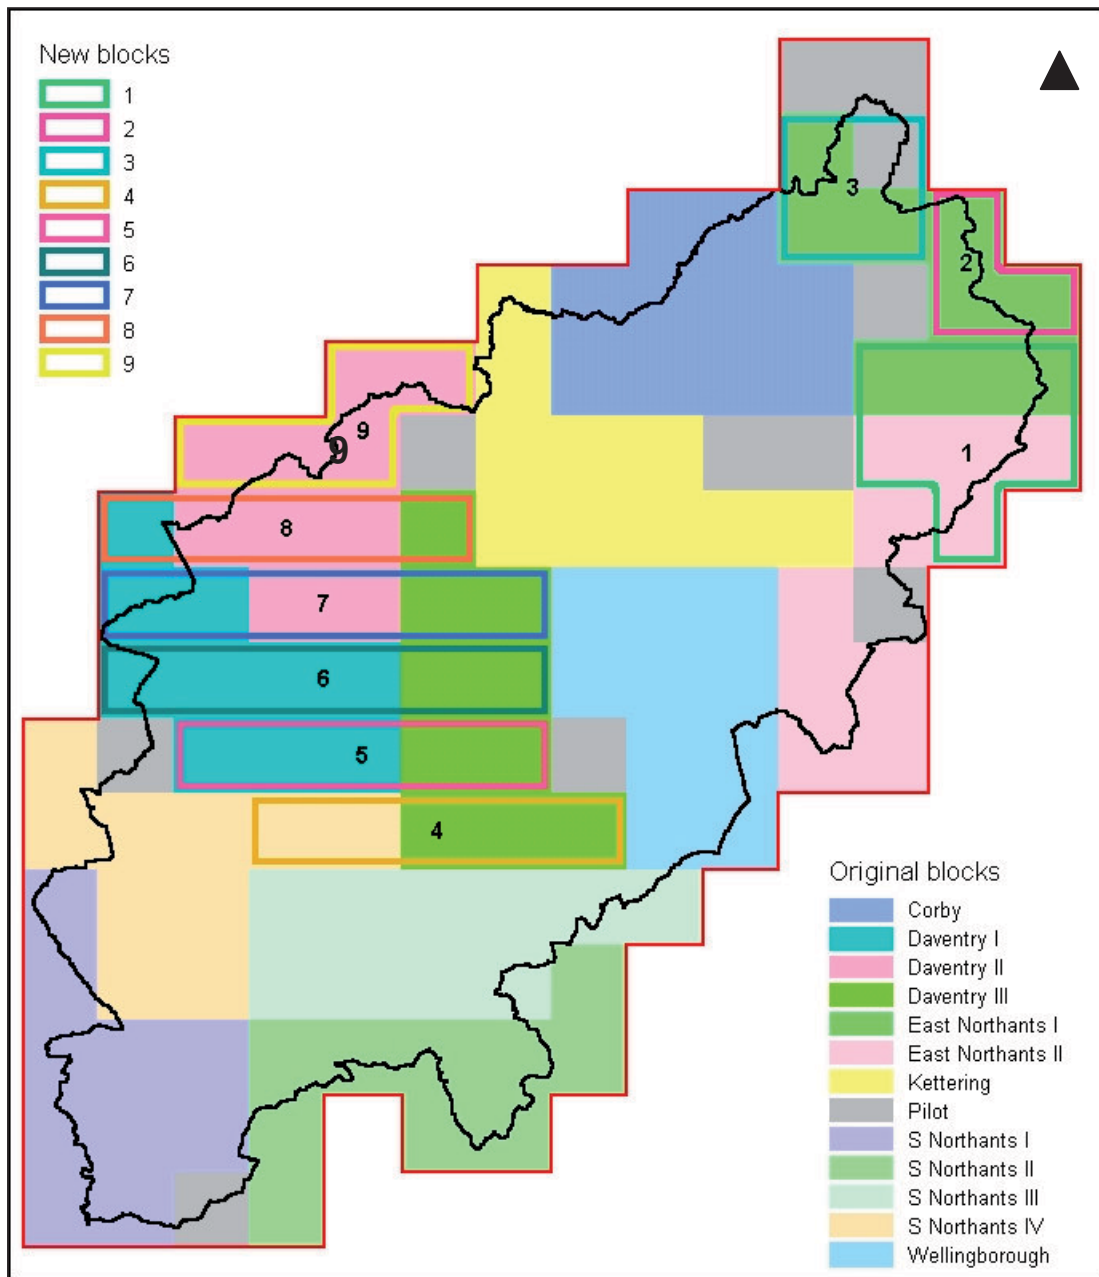 New blocks
1
2
3
4
5
6
7
8
9
3
2
9
9
1
8
7
6
5
4
Original blocks
Corby
Daventry I
Daventry II
Daventry III
East Northants I
East Northants II
Kettering
Pilot
S Northants I
S Northants II
S Northants III
S Northants IV
Wellingborough